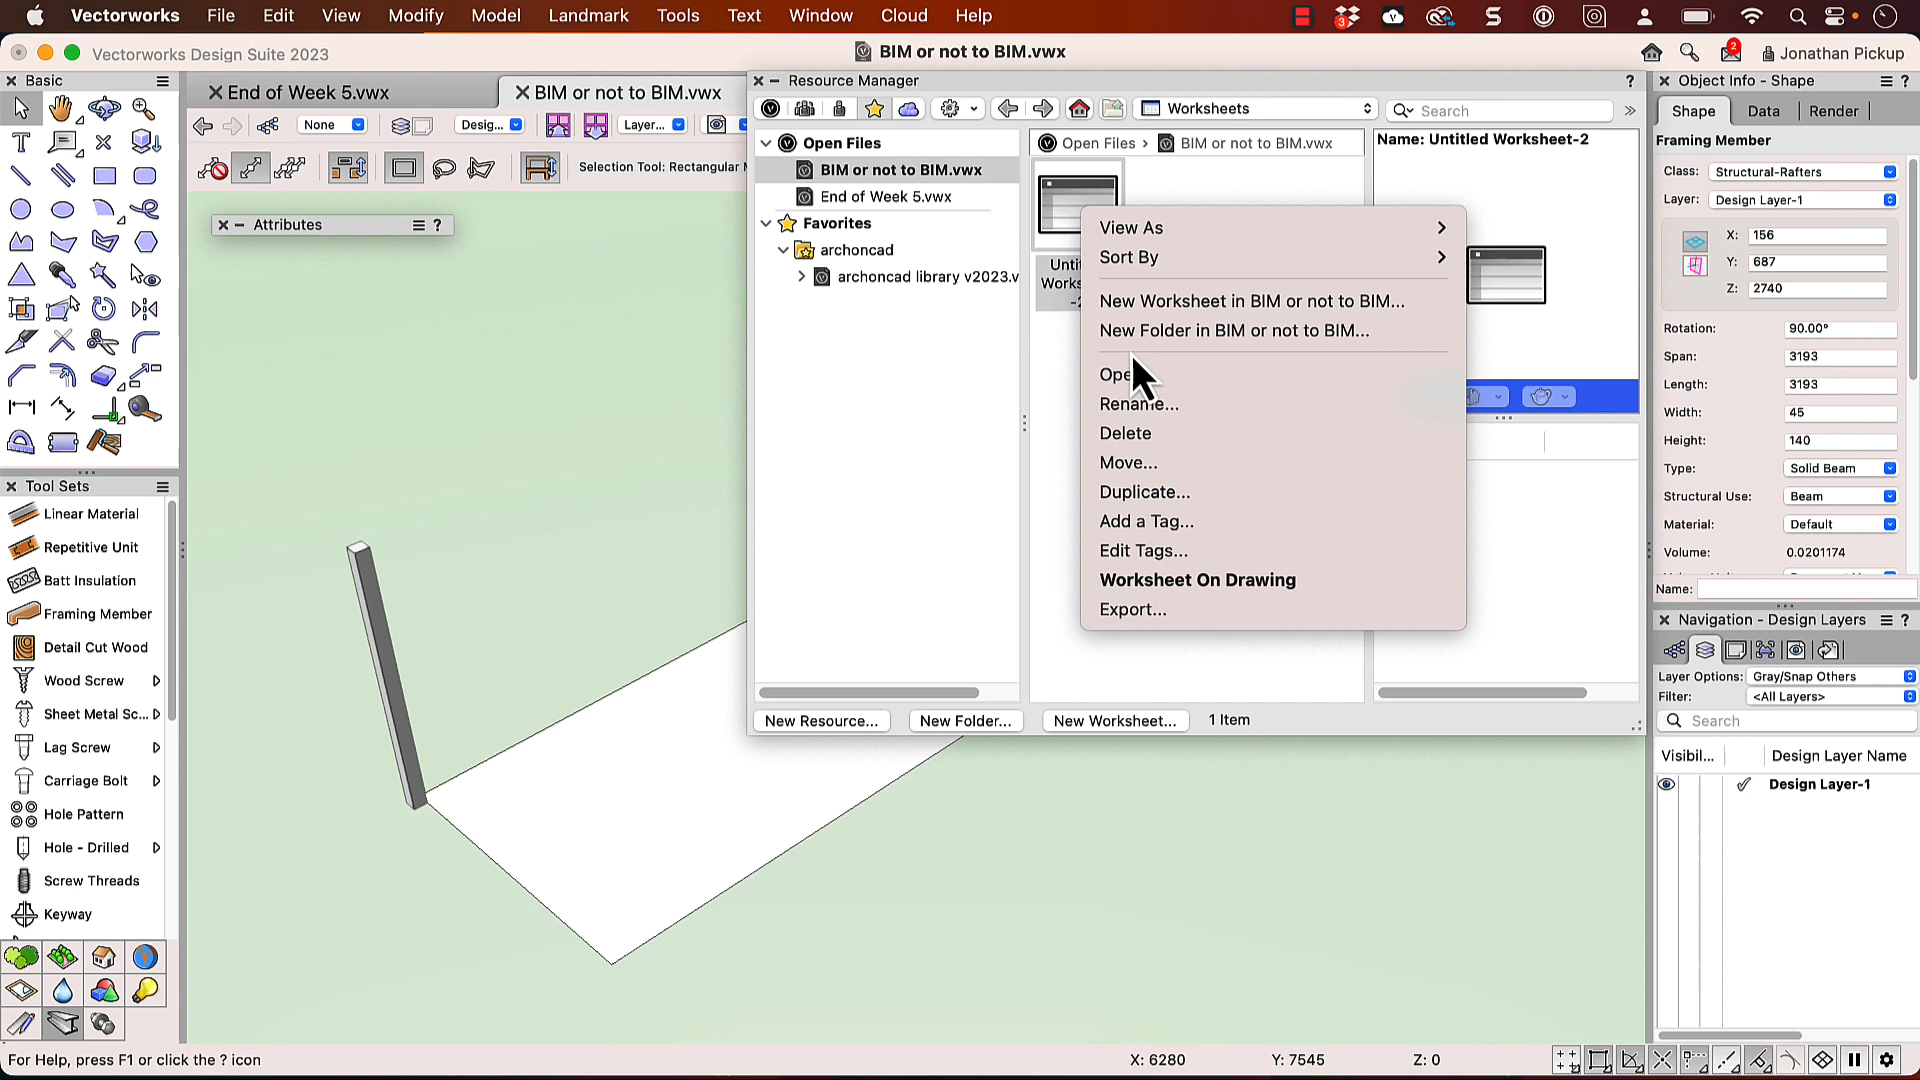 Vectorworks File Edit View Modify Model Landmark Tools Text Window Cloud Help
3
Vectorworks Design Suite 2023
BIM or not to BIM.vwx
2
Jonathan Pickup
Basic
End of Week 5.vwx
BIM or not to BIM.vwx
None
Desig...
Layer...
Selection Tool: Rectangular
Attributes
?
Resource Manager
?
Worksheets
Search
Open Files
BIM or not to BIM.vwx
End of Week 5.vwx
Favorites
archoncad
archoncad library v2023.v
Open Files › BIM or not to BIM.vwx
Name: Untitled Worksheet-2
View As
Sort By
New Worksheet in BIM or not to BIM...
New Folder in BIM or not to BIM...
Rename...
Delete
Move...
Duplicate...
Add a Tag...
Edit Tags...
Worksheet On Drawing
Export...
New Resource...
New Folder...
New Worksheet...
1 Item
Object Info - Shape
?
Shape
Data
Render
Framing Member
Class: Structural-Rafters
Layer: Design Layer-1
X: 156
Y: 687
Z: 2740
Rotation: 90.00°
Span: 3193
Length: 3193
Width: 45
Height: 140
Type: Solid Beam
Structural Use: Beam
Material: Default
Volume: 0.0201174
Name:
Navigation - Design Layers
?
Layer Options: Gray/Snap Others
Filter: <All Layers>
Search
Visibil...
Design Layer Name
Design Layer-1
Tool Sets
Linear Material
Repetitive Unit
Batt Insulation
Framing Member
Detail Cut Wood
Wood Screw
Sheet Metal Sc...
Lag Screw
Carriage Bolt
Hole Pattern
Hole - Drilled
Screw Threads
Keyway
For Help, press F1 or click the ? icon
X: 6280
Y: 7545
Z: 0